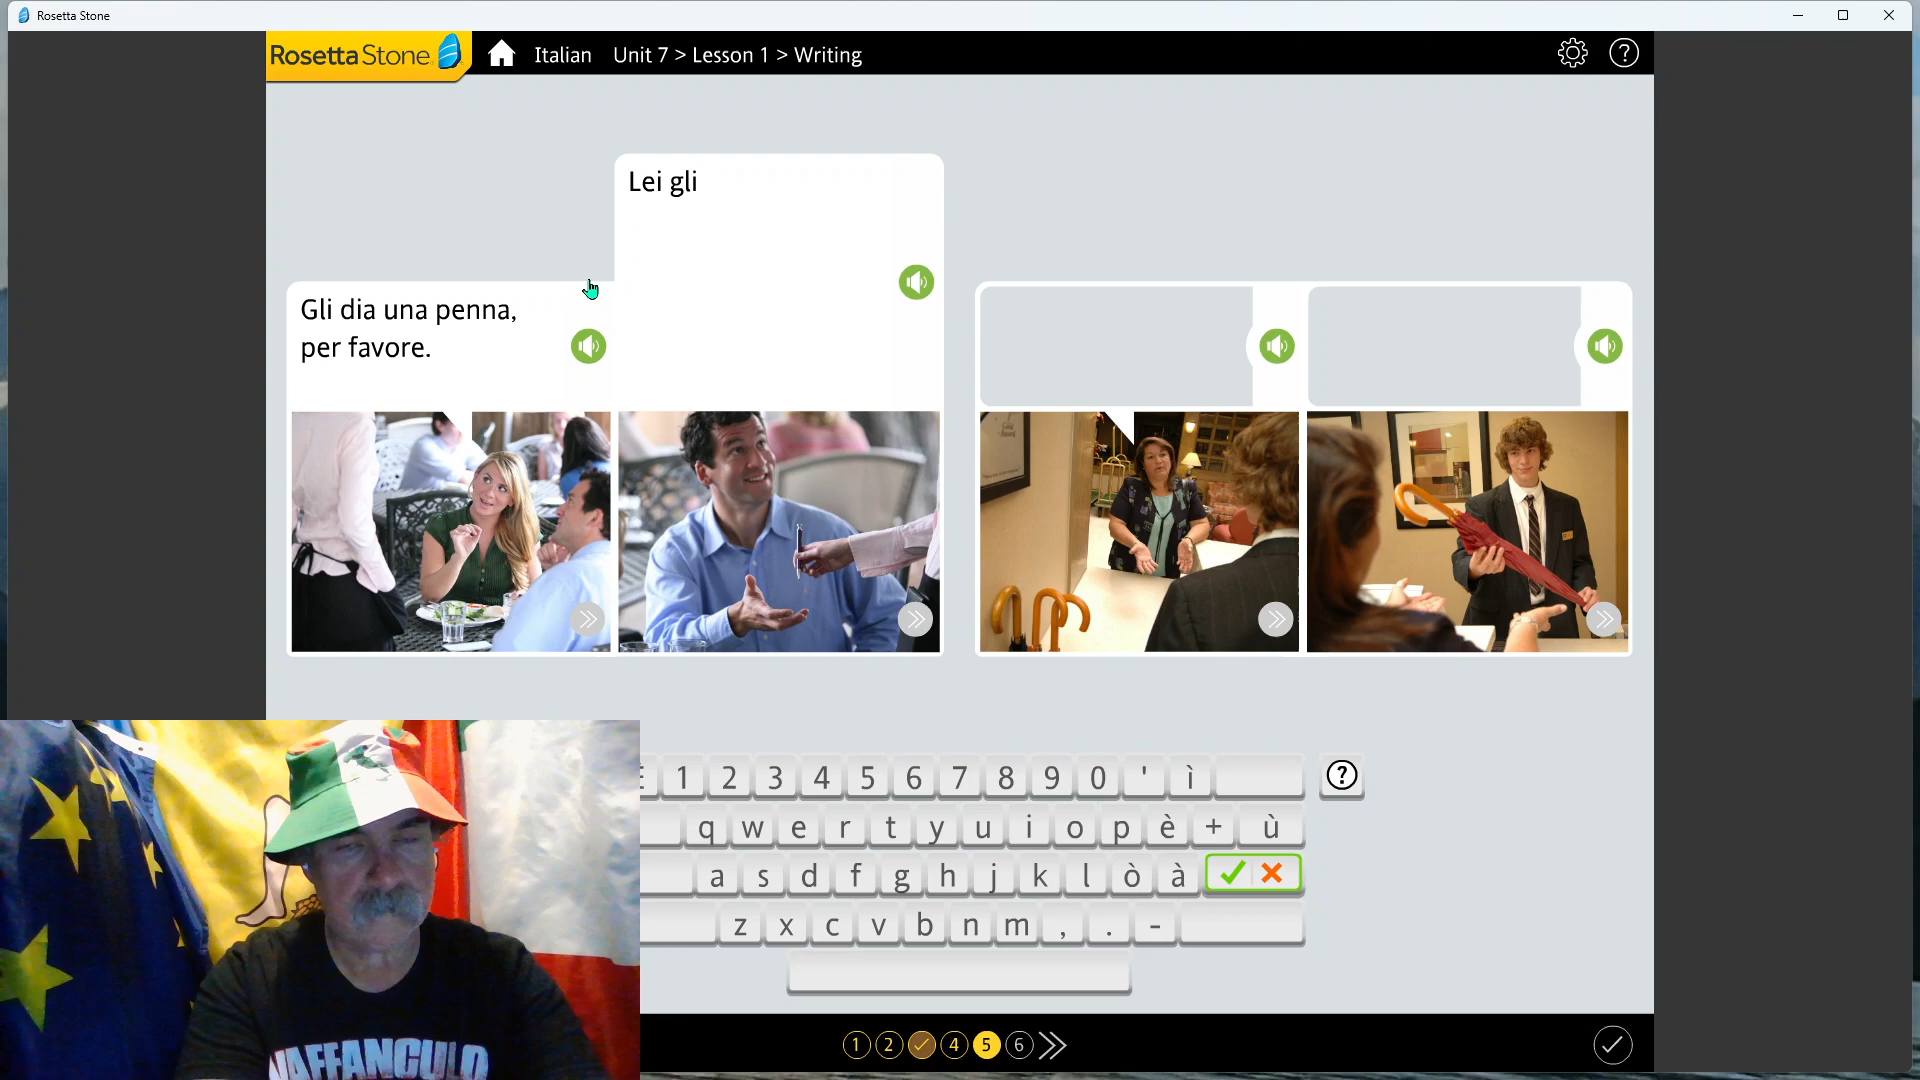 Rosetta Stone
RosettaStone
Italian Unit 7 > Lesson 1 > Writing
Lei gli
Gli dia una penna,
per favore.
1 2 3 4 5 6 7 8 9 0 ' ì
q w e r t y u i o p è + ù
a s d f g h j k l ò à
z x c v b n m , . -
?
VAFFANCULO
1 2 4 5 6